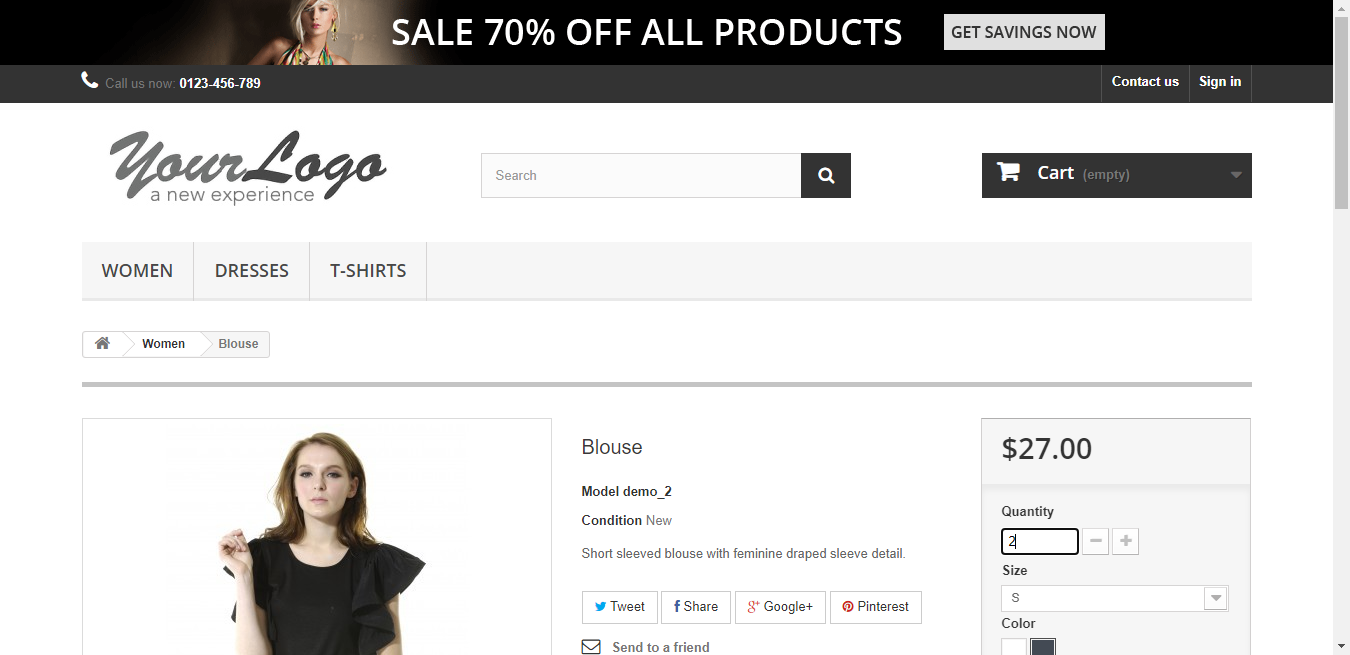 SALE 70% OFF ALL PRODUCTS GET SAVINGS NOW
Call us now: 0123-456-789 Contact us Sign in
YourLogo
a new experience
Search
Cart (empty)
WOMEN DRESSES T-SHIRTS
Women Blouse
Blouse
$27.00
Model demo_2
Condition New
Short sleeved blouse with feminine draped sleeve detail.
Tweet Share Google+ Pinterest
Send to a friend
Quantity
2
Size
S
Color